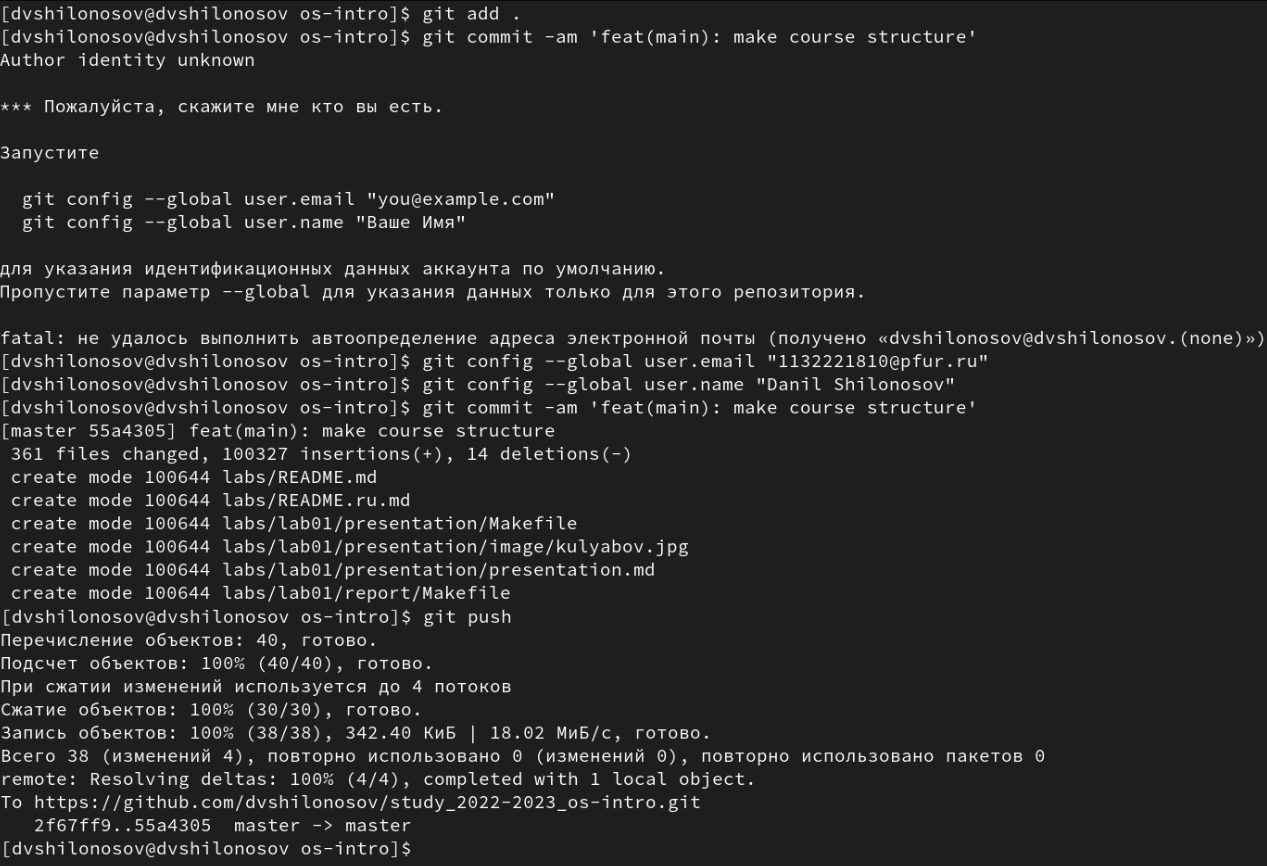 [dvshilonosov@dvshilonosov os-intro]$ git add .
[dvshilonosov@dvshilonosov os-intro]$ git commit -am 'feat(main): make course structure'
Author identity unknown
*** Пожалуйста, скажите мне кто вы есть.
Запустите
git config --global user.email "you@example.com"
git config --global user.name "Ваше Имя"
для указания идентификационных данных аккаунта по умолчанию.
Пропустите параметр --global для указания данных только для этого репозитория.
fatal: не удалось выполнить автоопределение адреса электронной почты (получено «dvshilonosov@dvshilonosov.(none)»)
[dvshilonosov@dvshilonosov os-intro]$ git config --global user.email "1132221810@pfur.ru"
[dvshilonosov@dvshilonosov os-intro]$ git config --global user.name "Danil Shilonosov"
[dvshilonosov@dvshilonosov os-intro]$ git commit -am 'feat(main): make course structure'
[master 55a4305] feat(main): make course structure
361 files changed, 100327 insertions(+), 14 deletions(-)
create mode 100644 labs/README.md
create mode 100644 labs/README.ru.md
create mode 100644 labs/lab01/presentation/Makefile
create mode 100644 labs/lab01/presentation/image/kulyabov.jpg
create mode 100644 labs/lab01/presentation/presentation.md
create mode 100644 labs/lab01/report/Makefile
[dvshilonosov@dvshilonosov os-intro]$ git push
Перечисление объектов: 40, готово.
Подсчет объектов: 100% (40/40), готово.
При сжатии изменений используется до 4 потоков
Сжатие объектов: 100% (30/30), готово.
Запись объектов: 100% (38/38), 342.40 КиБ | 18.02 МиБ/с, готово.
Всего 38 (изменений 4), повторно использовано 0 (изменений 0), повторно использовано пакетов 0
remote: Resolving deltas: 100% (4/4), completed with 1 local object.
To https://github.com/dvshilonosov/study_2022-2023_os-intro.git
2f67ff9..55a4305  master -> master
[dvshilonosov@dvshilonosov os-intro]$